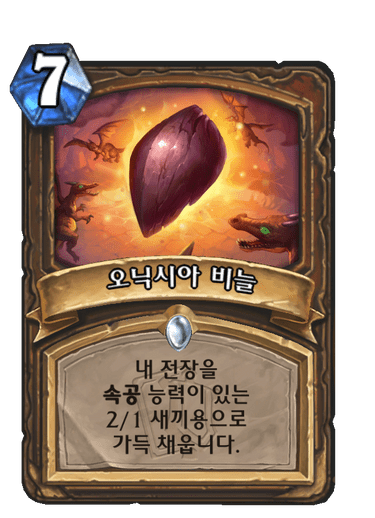 7
오닉시아 비늘
내 전장을
속공 능력이 있는
2/1 새끼용으로
가득 채웁니다.